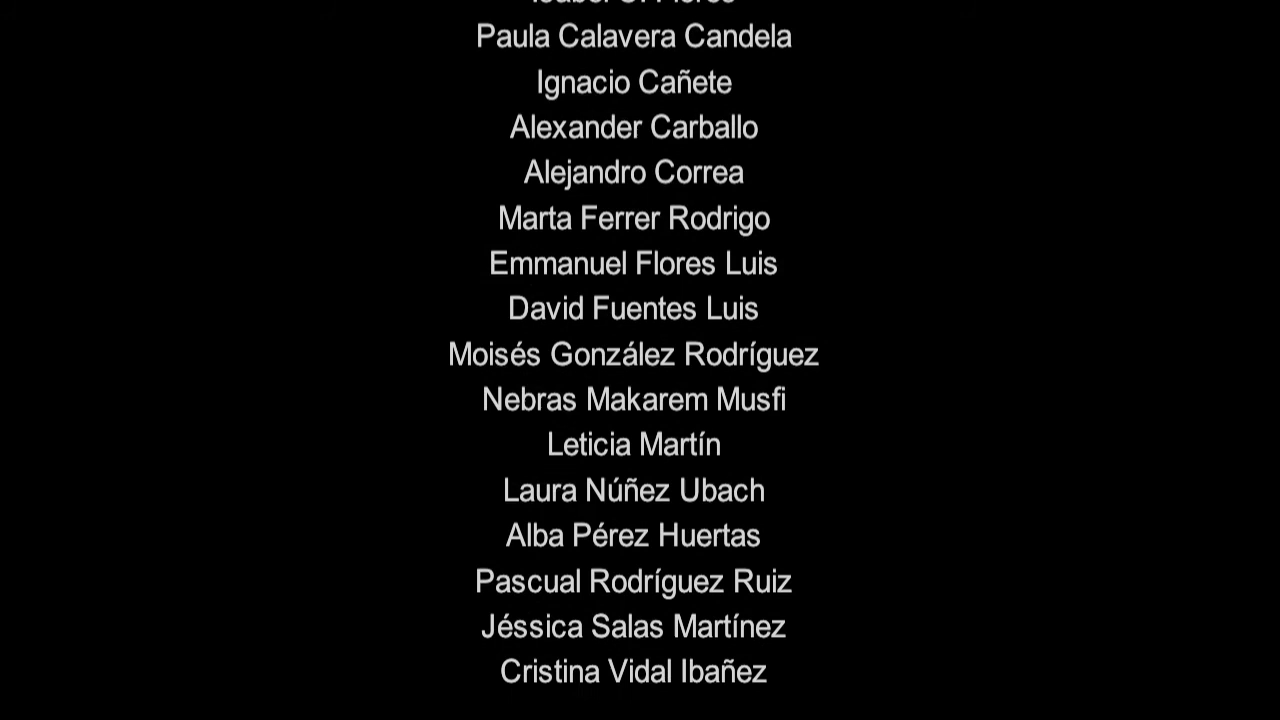 Paula Calavera Candela
Ignacio Cañete
Alexander Carballo
Alejandro Correa
Marta Ferrer Rodrigo
Emmanuel Flores Luis
David Fuentes Luis
Moisés González Rodríguez
Nebras Makarem Musfi
Leticia Martín
Laura Núñez Ubach
Alba Pérez Huertas
Pascual Rodríguez Ruiz
Jéssica Salas Martínez
Cristina Vidal Ibañez